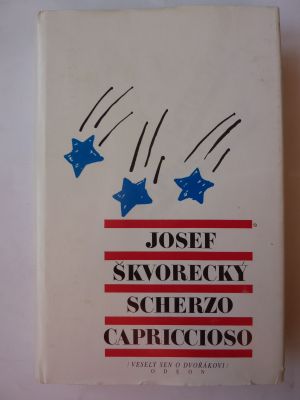 JOSEF
ŠKVORECKÝ
SCHERZO
CAPRICCIOSO
/ VESELÝ SEN O DVOŘÁKOVI /
ODEON